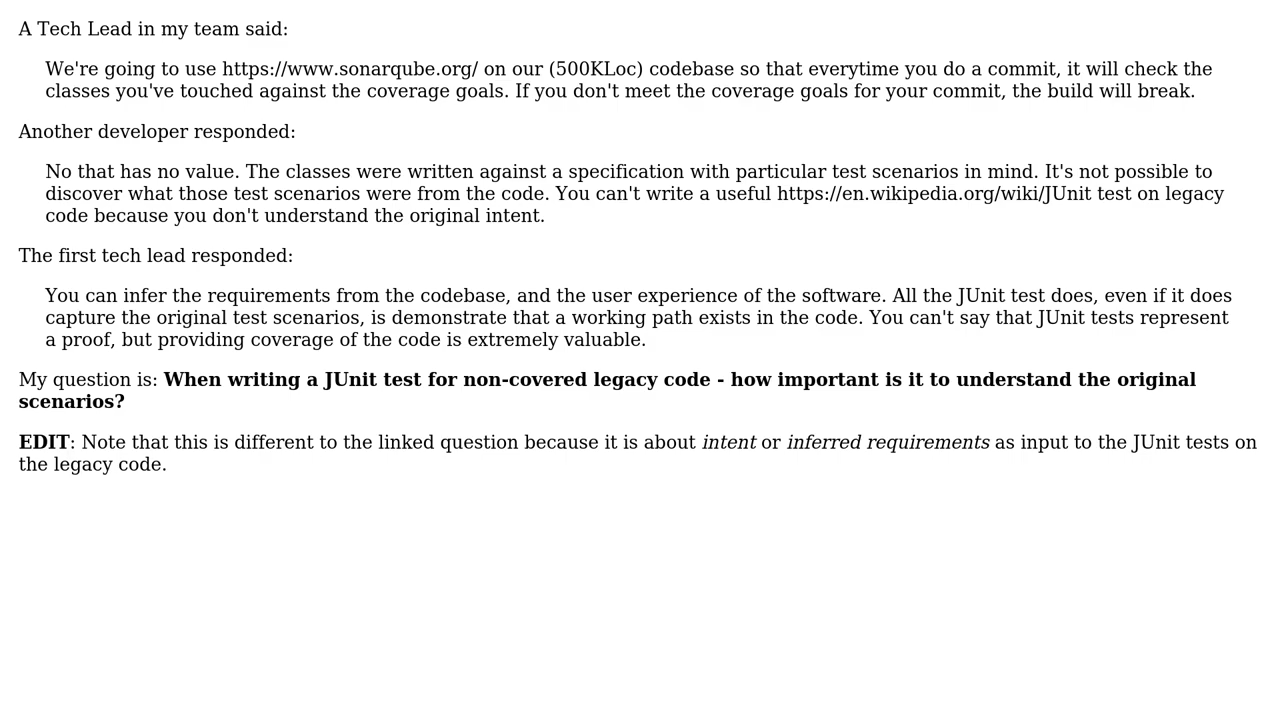 A Tech Lead in my team said:
We're going to use https://www.sonarqube.org/ on our (500KLoc) codebase so that everytime you do a commit, it will check the
classes you've touched against the coverage goals. If you don't meet the coverage goals for your commit, the build will break.
Another developer responded:
No that has no value. The classes were written against a specification with particular test scenarios in mind. It's not possible to
discover what those test scenarios were from the code. You can't write a useful https://en.wikipedia.org/wiki/JUnit test on legacy
code because you don't understand the original intent.
The first tech lead responded:
You can infer the requirements from the codebase, and the user experience of the software. All the JUnit test does, even if it does
capture the original test scenarios, is demonstrate that a working path exists in the code. You can't say that JUnit tests represent
a proof, but providing coverage of the code is extremely valuable.
My question is: When writing a JUnit test for non-covered legacy code - how important is it to understand the original
scenarios?
EDIT: Note that this is different to the linked question because it is about intent or inferred requirements as input to the JUnit tests on
the legacy code.